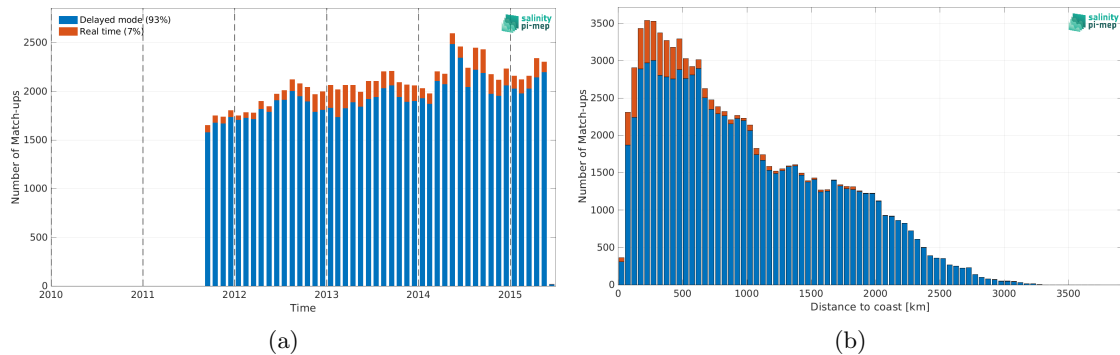 Delayed mode (93%)
Real time (7%)
salinity
pi-mep
Number of Match-ups
2500
2000
1500
1000
500
0
2010
2011
2012
2013
2014
2015
Time
(a)
salinity
pi-mep
Number of Match-ups
3500
3000
2500
2000
1500
1000
500
0
0
500
1000
1500
2000
2500
3000
3500
Distance to coast [km]
(b)